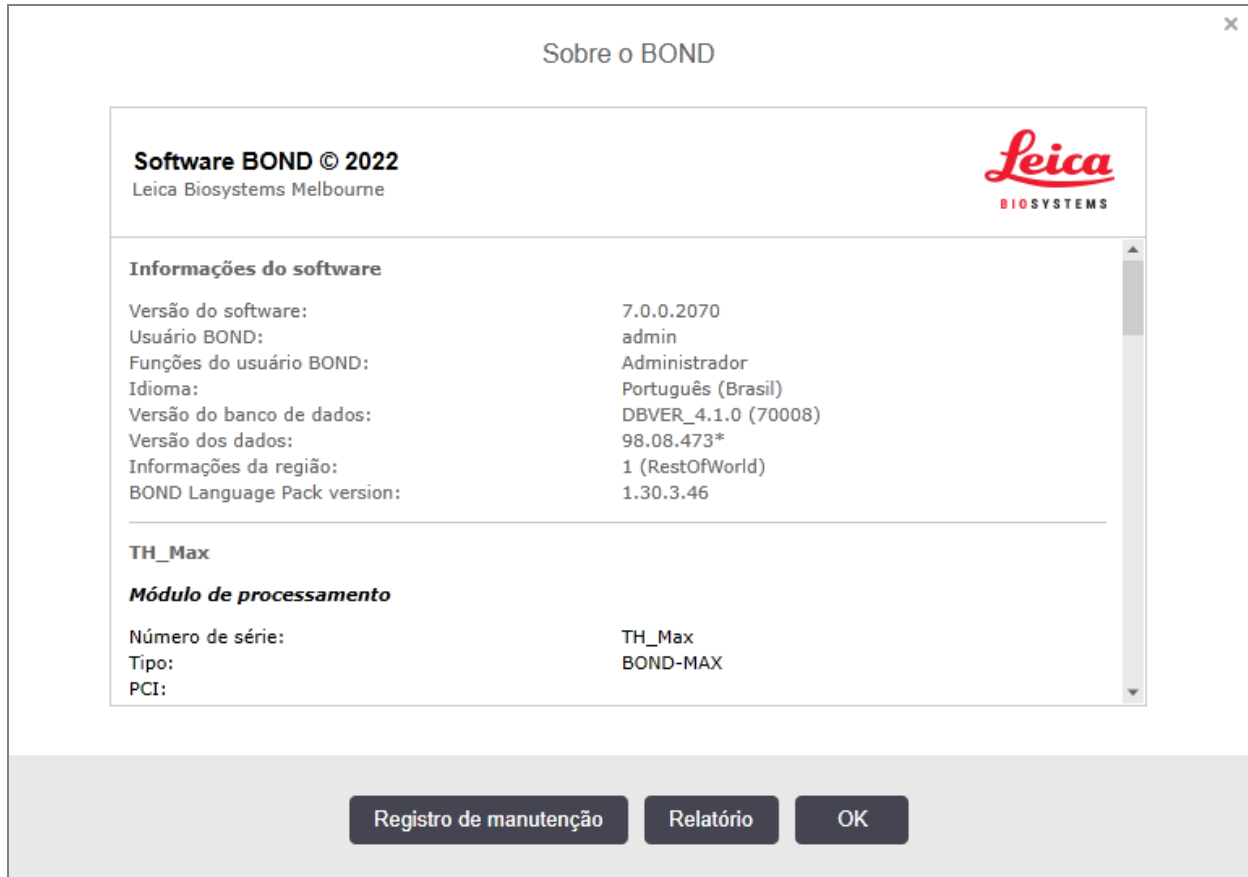 Sobre o BOND
Software BOND © 2022
Leica Biosystems Melbourne
Leica
BIOSYSTEMS
Informações do software
Versão do software: 7.0.0.2070
Usuário BOND: admin
Funções do usuário BOND: Administrador
Idioma: Português (Brasil)
Versão do banco de dados: DBVER_4.1.0 (70008)
Versão dos dados: 98.08.473*
Informações da região: 1 (RestOfWorld)
BOND Language Pack version: 1.30.3.46
TH_Max
Módulo de processamento
Número de série: TH_Max
Tipo: BOND-MAX
PCI:
Registro de manutenção Relatório OK